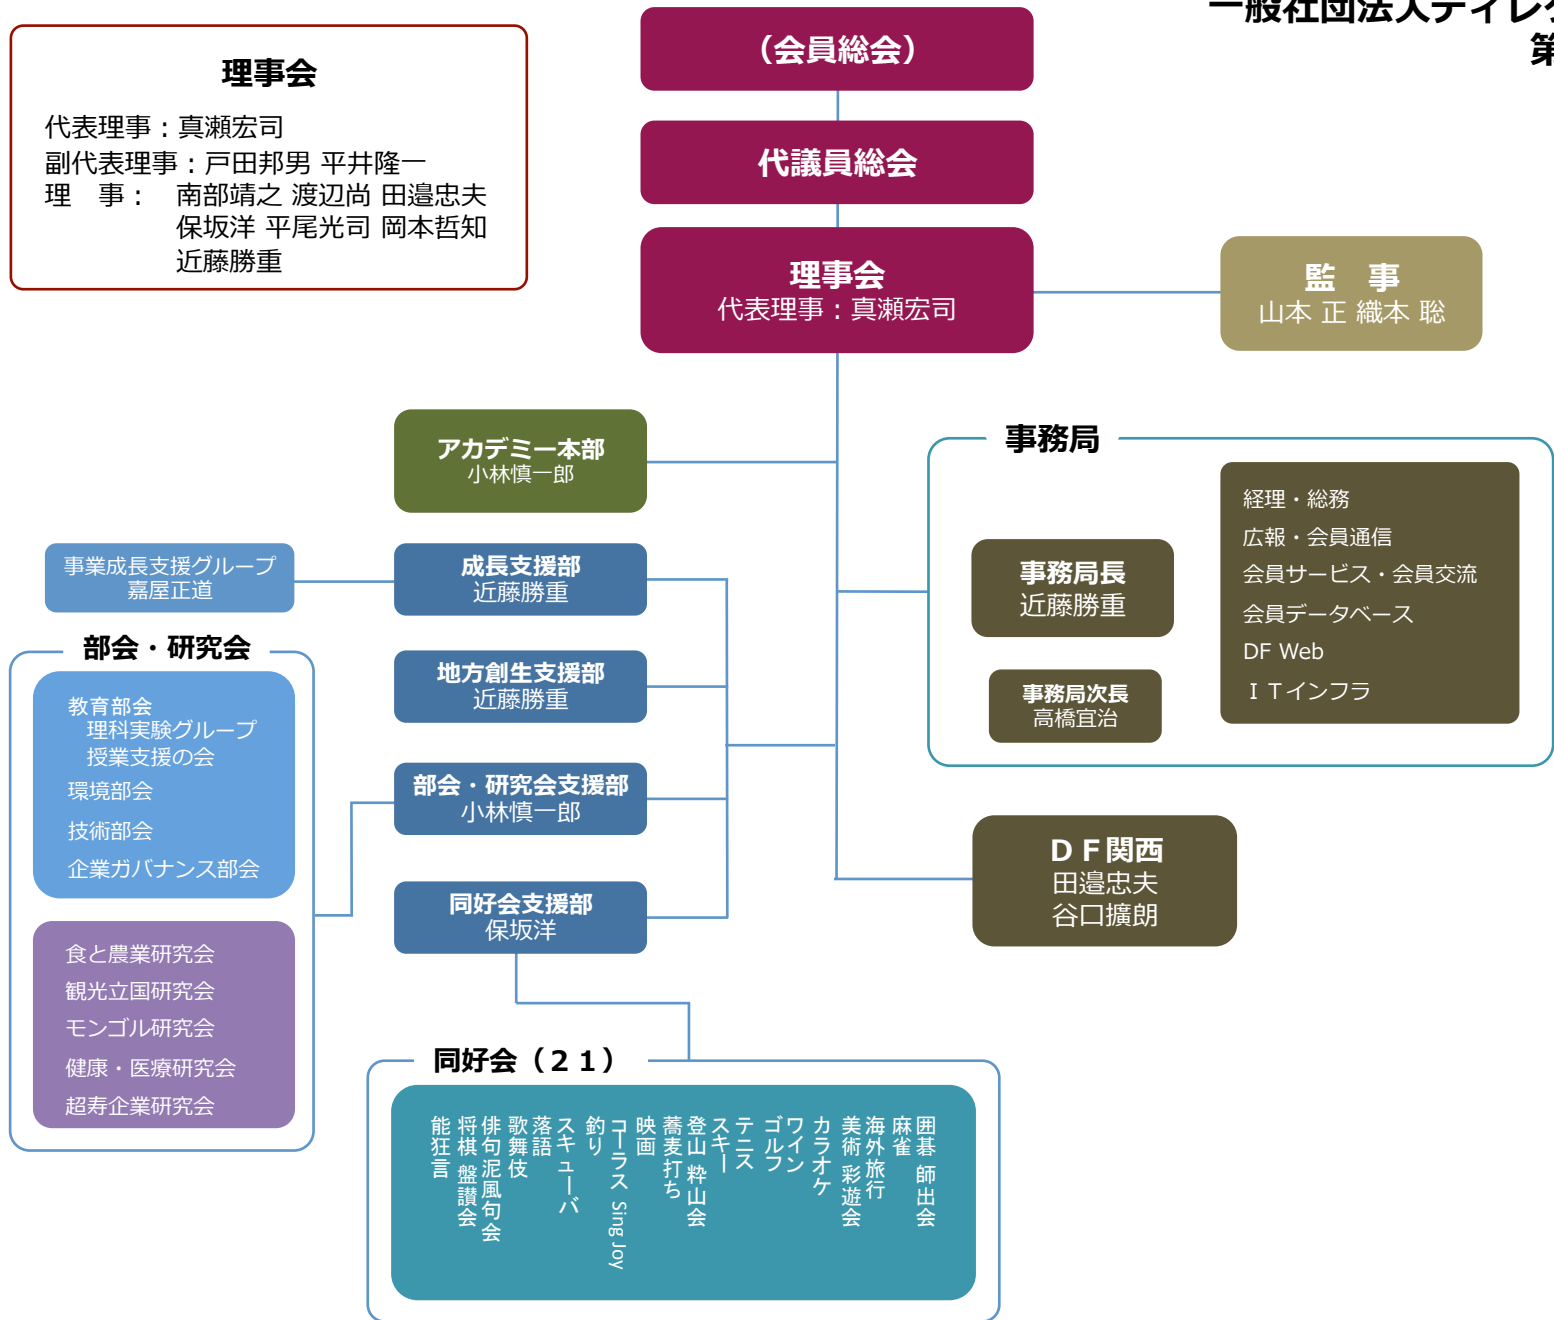 一般社団法人ディレク
第
理事会
代表理事：真瀬宏司
副代表理事：戸田邦男 平井隆一
理　事：　南部靖之 渡辺尚 田邉忠夫
保坂洋 平尾光司 岡本哲知
近藤勝重
（会員総会）
代議員総会
理事会
代表理事：真瀬宏司
監　事
山本 正 織本 聡
アカデミー本部
小林慎一郎
事業成長支援グループ
嘉屋正道
成長支援部
近藤勝重
地方創生支援部
近藤勝重
部会・研究会支援部
小林慎一郎
同好会支援部
保坂洋
部会・研究会
教育部会
理科実験グループ
授業支援の会
環境部会
技術部会
企業ガバナンス部会
食と農業研究会
観光立国研究会
モンゴル研究会
健康・医療研究会
超寿企業研究会
事務局
事務局長
近藤勝重
事務局次長
高橋宜治
経理・総務
広報・会員通信
会員サービス・会員交流
会員データベース
DF Web
ＩＴインフラ
ＤＦ関西
田邉忠夫
谷口擴朗
同好会（２１）
囲碁 師出会
麻雀
海外旅行
美術 彩遊会
カラオケ
ワイン
ゴルフ
テニス
スキー
登山 粋山会
蕎麦打ち
映画
コーラス Sing Joy
釣り
スキューバ
落語
歌舞伎
俳句泥風句会
将棋 盤讃会
能狂言